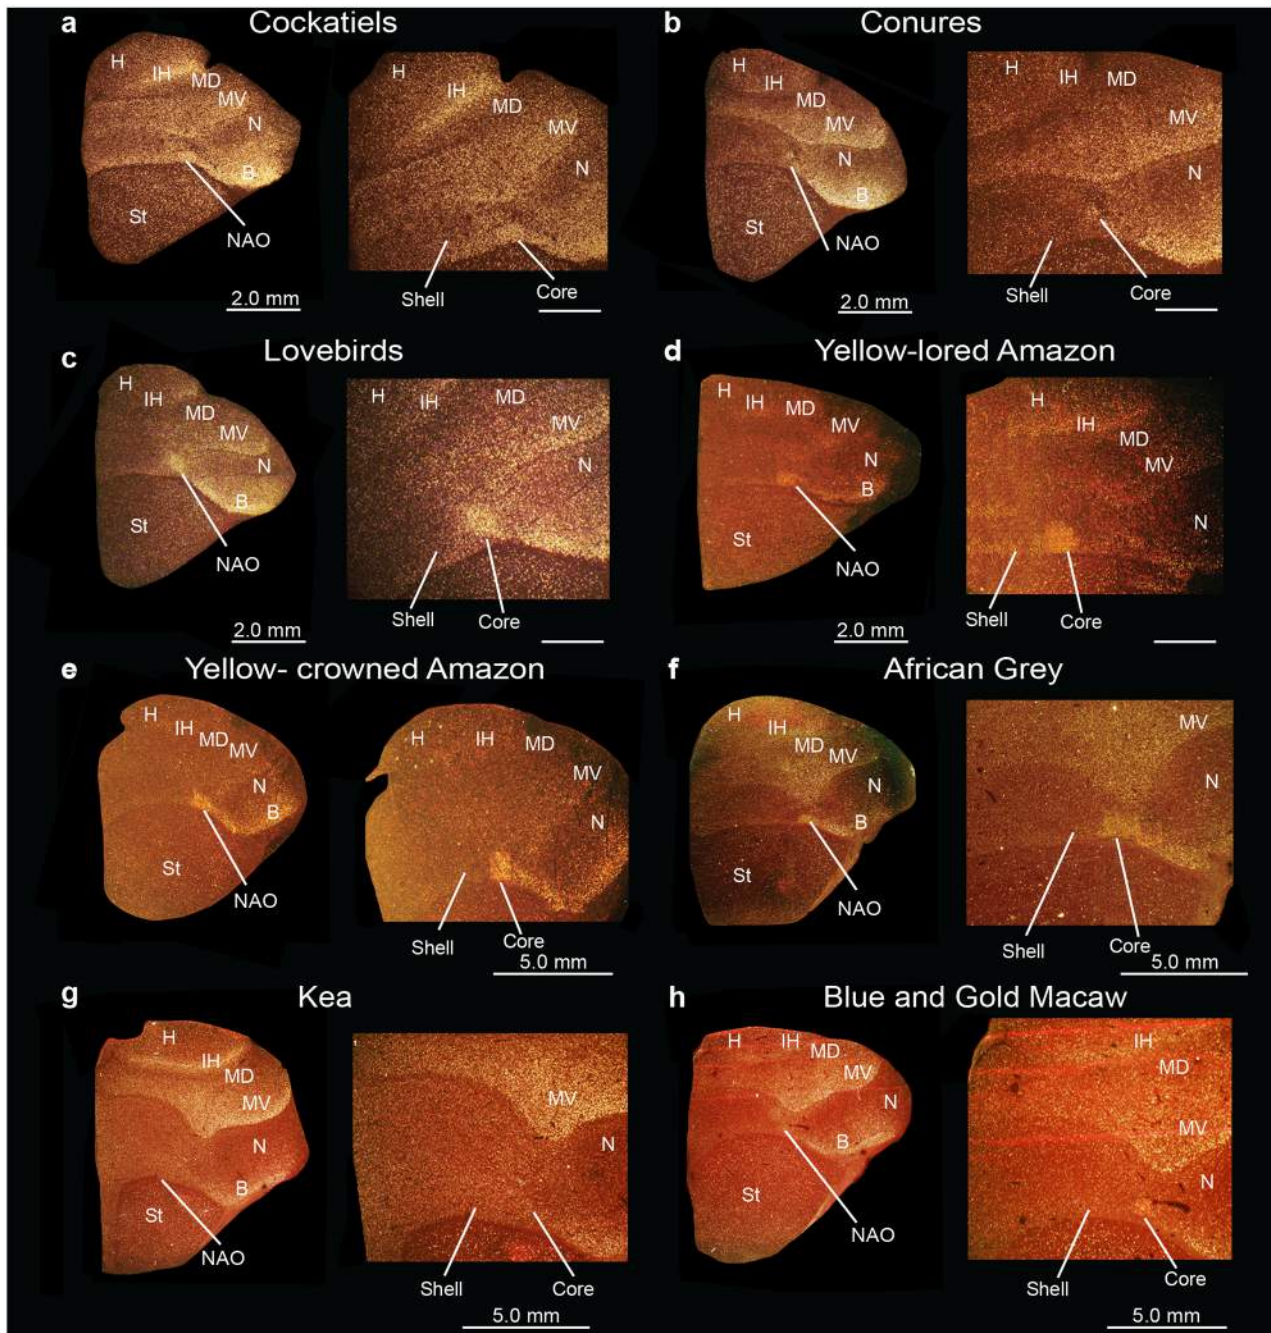 a Cockatiels
H
IH
MD
MV
N
B
St
NAO
2.0 mm
H
IH
MD
MV
N
Shell
Core
b Conures
H
IH
MD
MV
N
B
St
NAO
2.0 mm
H
IH
MD
MV
N
Shell
Core
c Lovebirds
H
IH
MD
MV
N
B
St
NAO
2.0 mm
H
IH
MD
MV
N
Shell
Core
d Yellow-lored Amazon
H
IH
MD
MV
N
B
St
NAO
2.0 mm
H
IH
MD
MV
N
Shell
Core
e Yellow- crowned Amazon
H
IH
MD
MV
N
B
St
NAO
H
IH
MD
MV
N
Shell
Core
5.0 mm
f African Grey
H
IH
MD
MV
N
B
St
NAO
MV
N
Shell
Core
5.0 mm
g Kea
H
IH
MD
MV
N
B
St
NAO
MV
N
Shell
Core
5.0 mm
h Blue and Gold Macaw
H
IH
MD
MV
N
B
St
NAO
IH
MD
MV
N
Shell
Core
5.0 mm